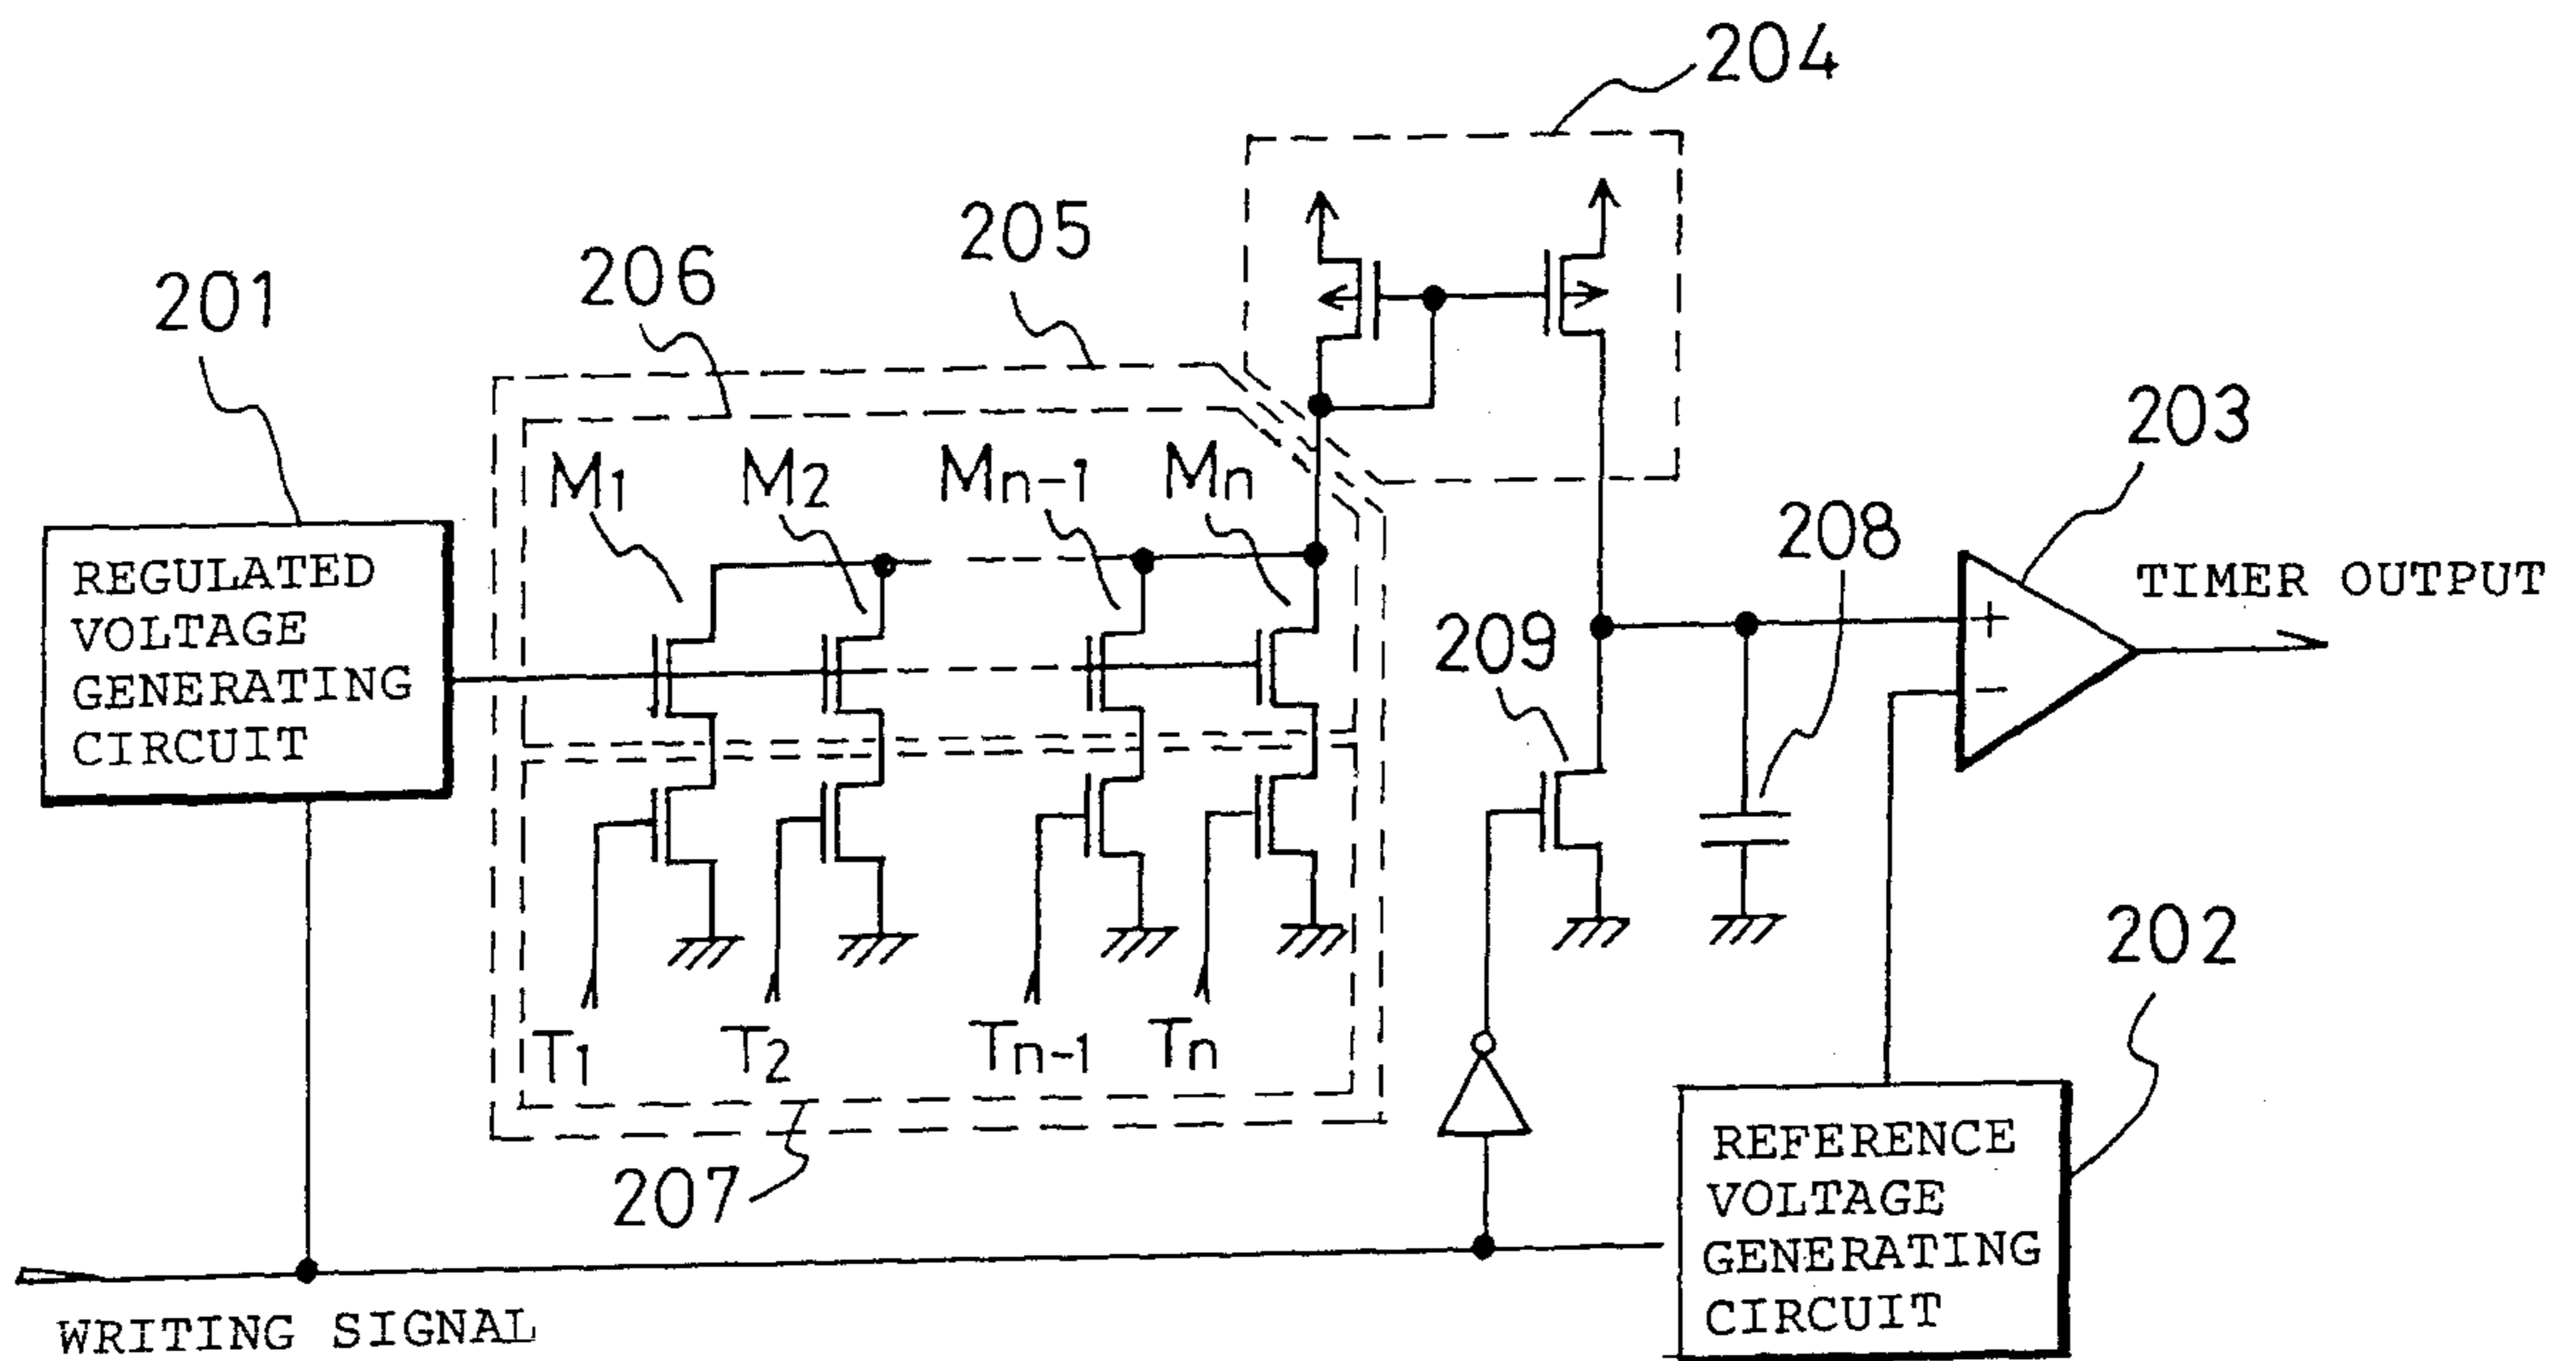 204
205
206
201
203
M1
M2
Mn-1
Mn
208
REGULATED
VOLTAGE
GENERATING
CIRCUIT
TIMER OUTPUT
+
−
209
202
T1
T2
Tn-1
Tn
207
REFERENCE
VOLTAGE
GENERATING
CIRCUIT
WRITING SIGNAL